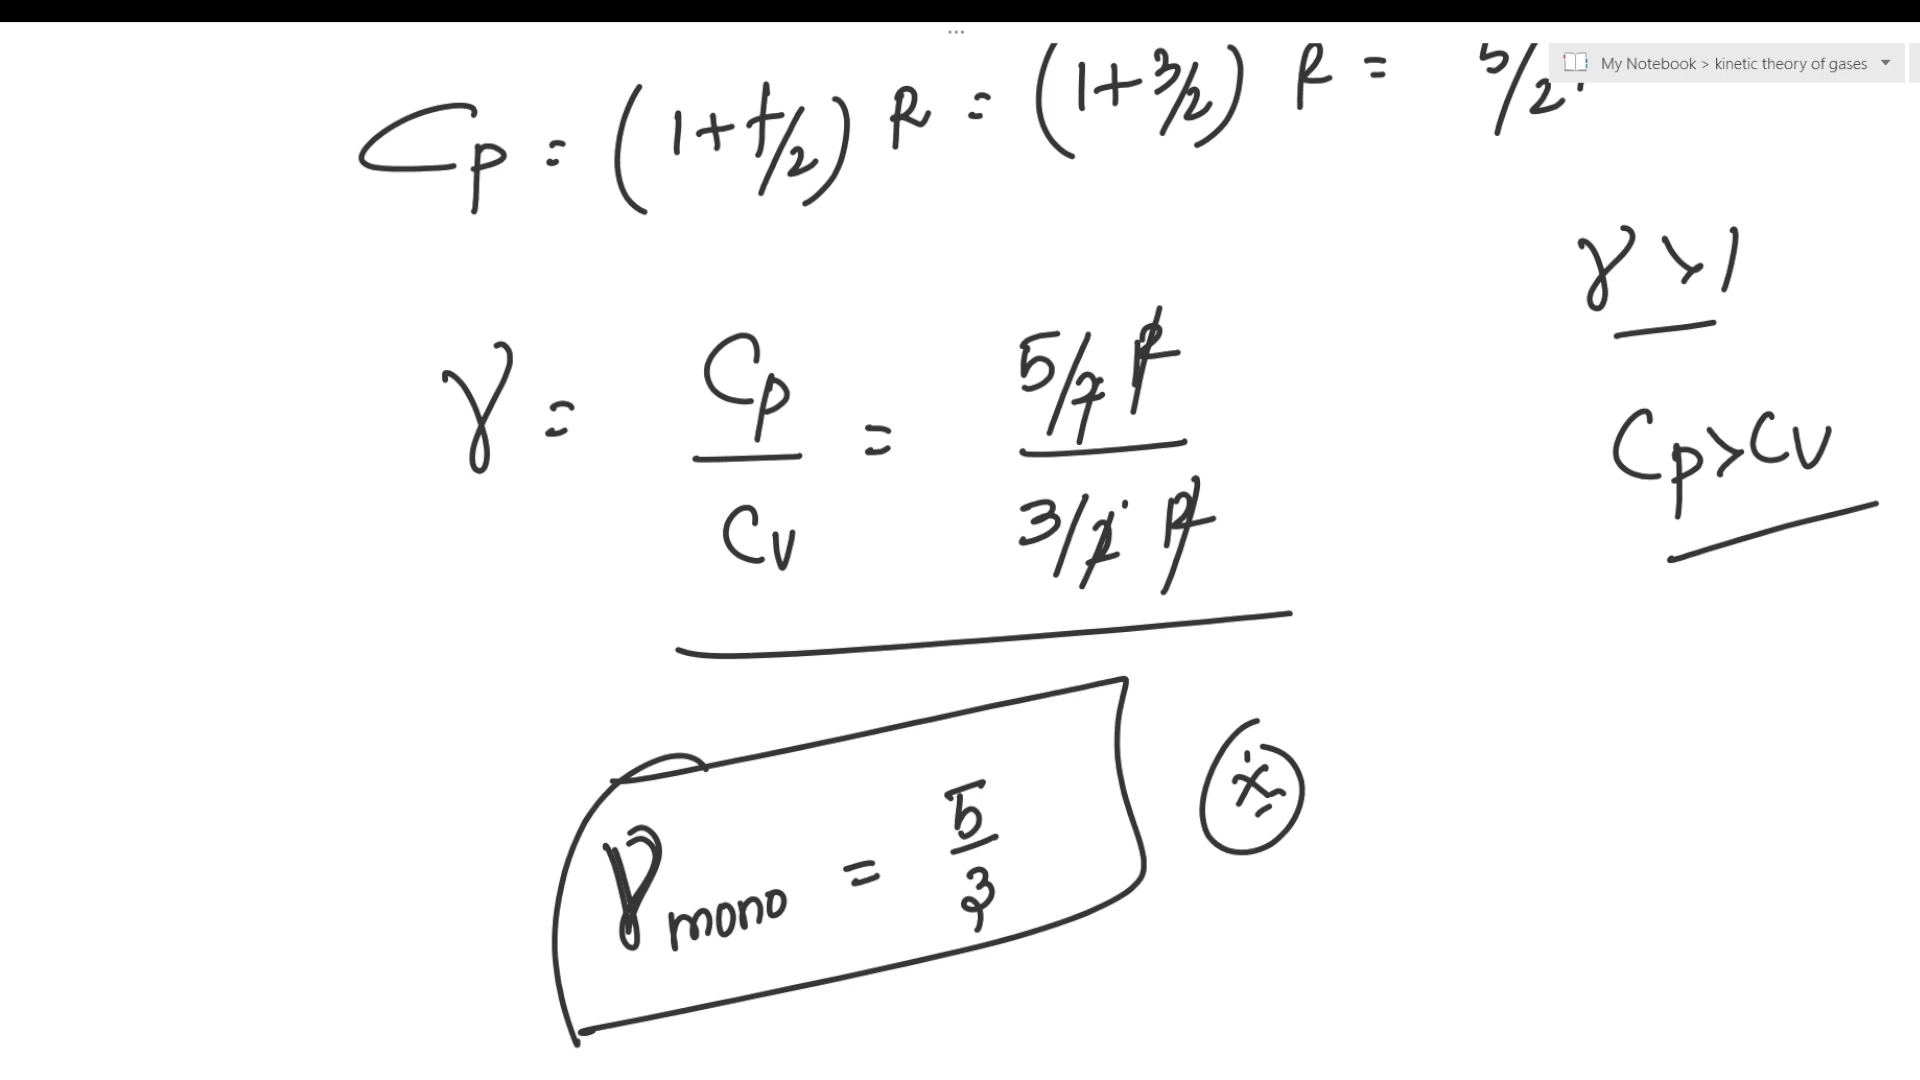 My Notebook > kinetic theory of gases
Cp = (1+f/2) R = (1+3/2) R = 5/2
γ > 1
γ = Cp/Cv = 5/2 R / 3/2 R
Cp > Cv
γ mono = 5/3